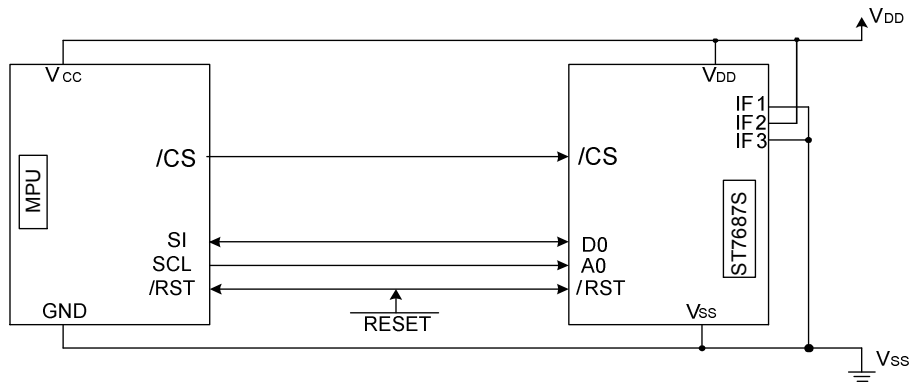 VDD
VCC
VDD
IF1
IF2
IF3
/CS
/CS
MPU
ST7687S
SI
D0
SCL
A0
/RST
/RST
GND
RESET
VSS
VSS